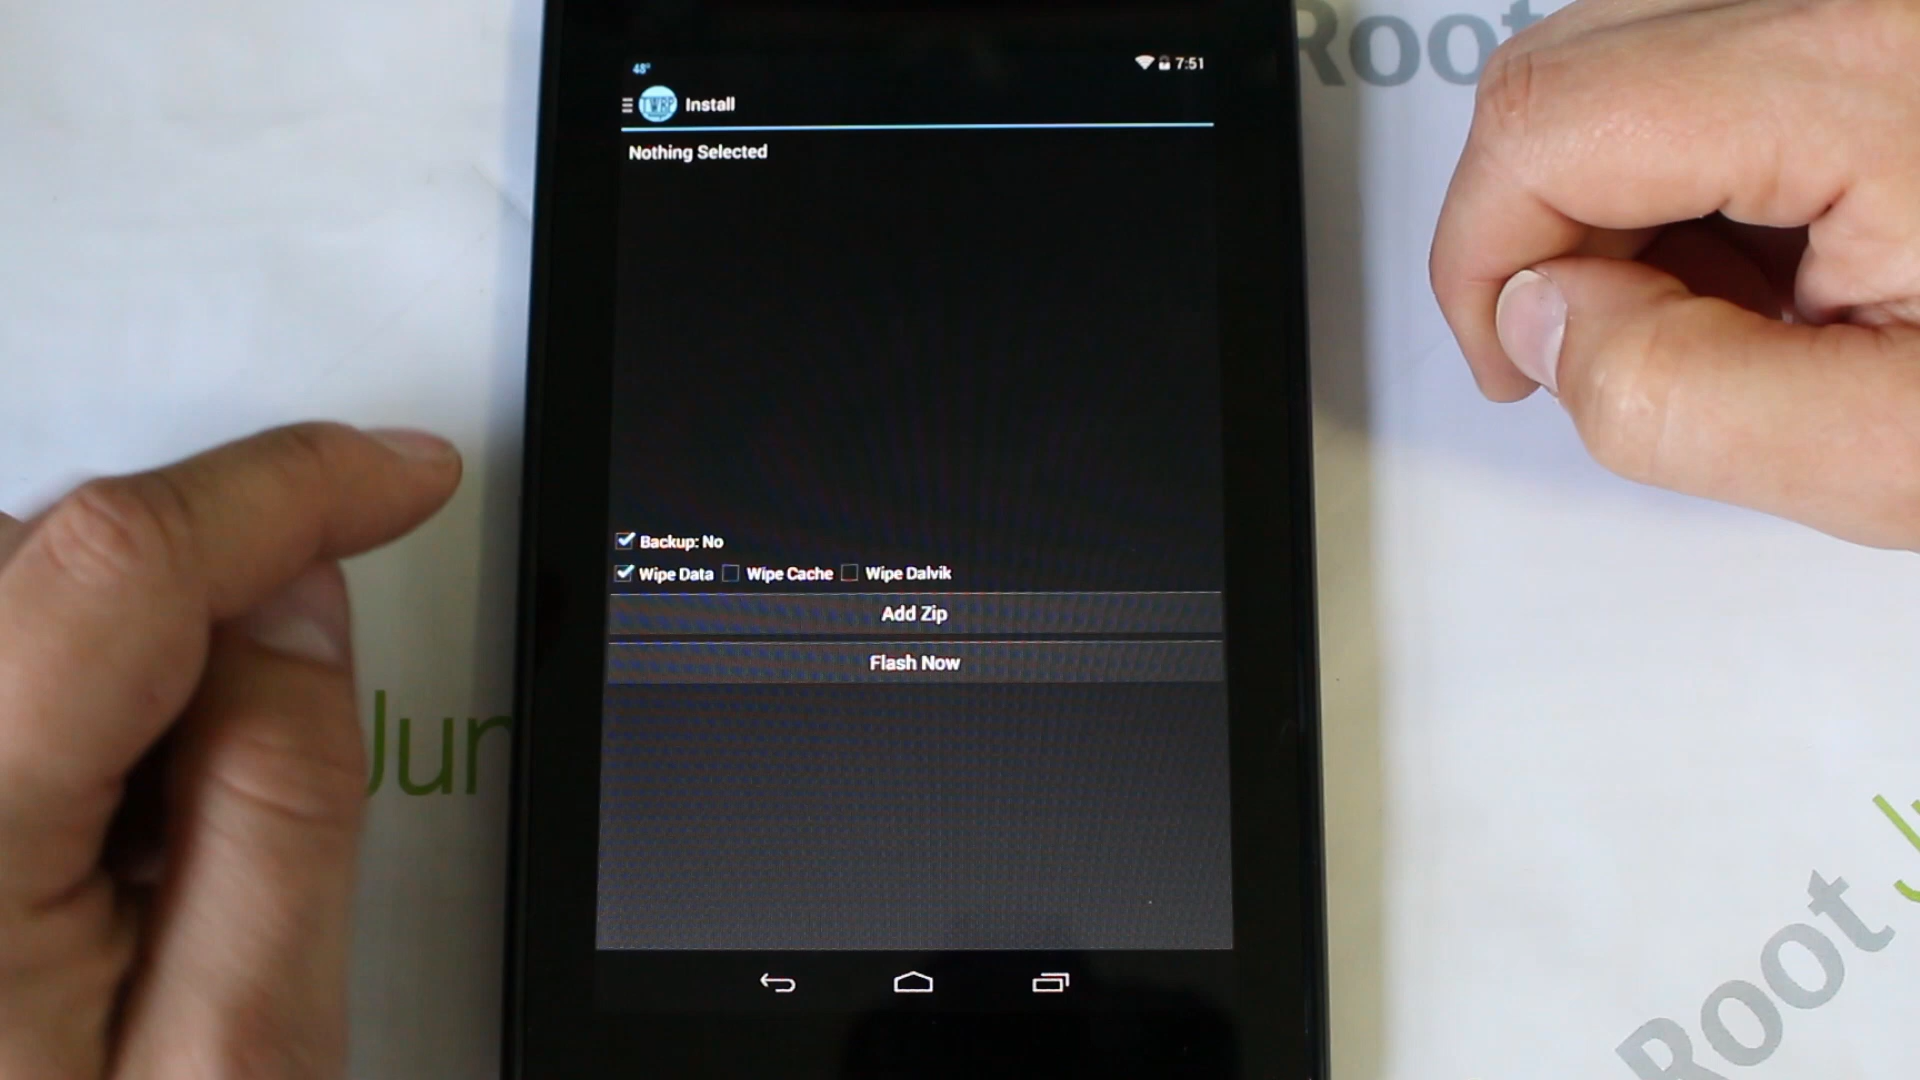 Root
48°
7:51
TWRP
Install
Nothing Selected
Backup: No
Wipe Data
Wipe Cache
Wipe Dalvik
Add Zip
Flash Now
Jun
Root J